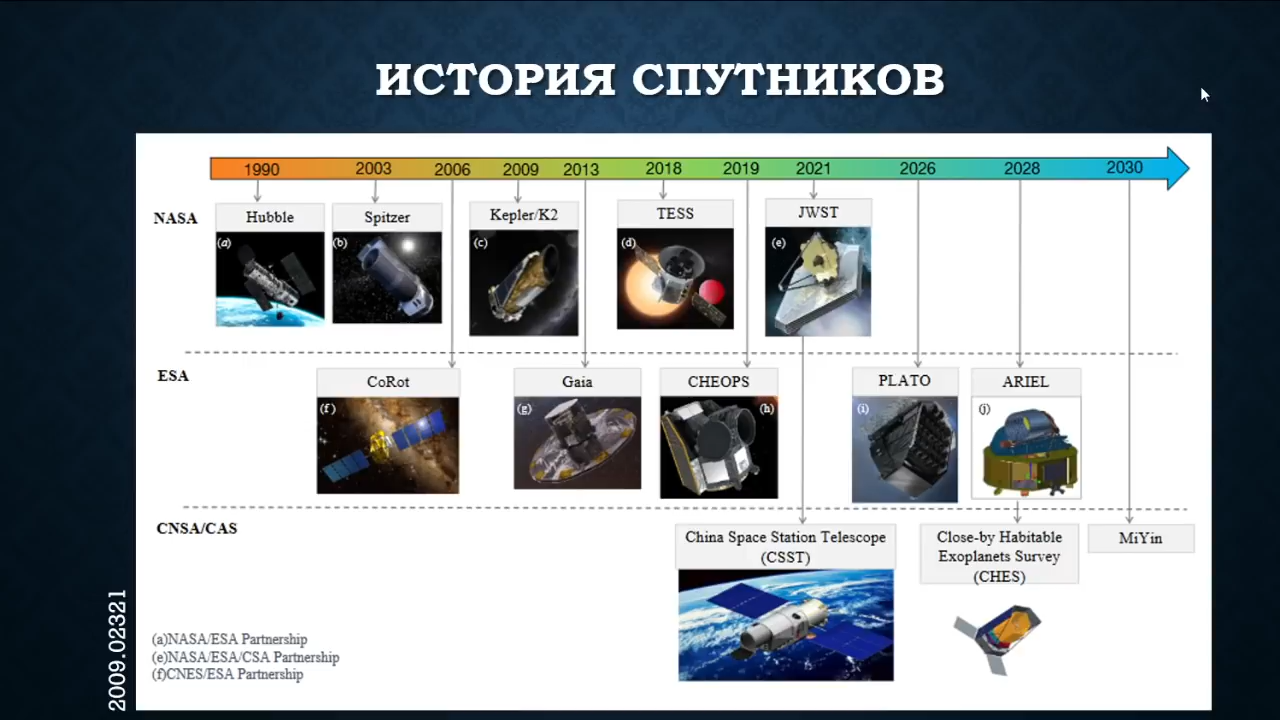 ИСТОРИЯ СПУТНИКОВ
1990 2003 2006 2009 2013 2018 2019 2021 2026 2028 2030
NASA
Hubble
Spitzer
Kepler/K2
TESS
JWST
(a)
(b)
(c)
(d)
(e)
ESA
CoRot
Gaia
CHEOPS
PLATO
ARIEL
(f)
(g)
(h)
(i)
(j)
CNSA/CAS
China Space Station Telescope
(CSST)
Close-by Habitable
Exoplanets Survey
(CHES)
MiYin
(a)NASA/ESA Partnership
(e)NASA/ESA/CSA Partnership
(f)CNES/ESA Partnership
2009.02321